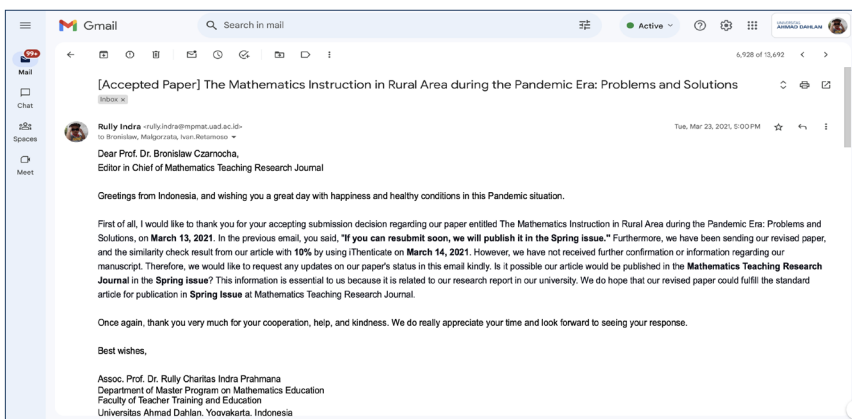 Gmail
Search in mail
Active
UNIVERSITAS
AHMAD DAHLAN
99+
Mail
Chat
Spaces
Meet
6,928 of 13,692
[Accepted Paper] The Mathematics Instruction in Rural Area during the Pandemic Era: Problems and Solutions
Inbox ×
Rully Indra <rully.indra@mpmat.uad.ac.id>
Tue, Mar 23, 2021, 5:00 PM
to Bronislaw, Malgorzata, Ivan.Retamoso
Dear Prof. Dr. Bronislaw Czarnocha,
Editor in Chief of Mathematics Teaching Research Journal
Greetings from Indonesia, and wishing you a great day with happiness and healthy conditions in this Pandemic situation.
First of all, I would like to thank you for your accepting submission decision regarding our paper entitled The Mathematics Instruction in Rural Area during the Pandemic Era: Problems and
Solutions, on March 13, 2021. In the previous email, you said, "If you can resubmit soon, we will publish it in the Spring issue." Furthermore, we have been sending our revised paper,
and the similarity check result from our article with 10% by using iThenticate on March 14, 2021. However, we have not received further confirmation or information regarding our
manuscript. Therefore, we would like to request any updates on our paper's status in this email kindly. Is it possible our article would be published in the Mathematics Teaching Research
Journal in the Spring issue? This information is essential to us because it is related to our research report in our university. We do hope that our revised paper could fulfill the standard
article for publication in Spring Issue at Mathematics Teaching Research Journal.
Once again, thank you very much for your cooperation, help, and kindness. We do really appreciate your time and look forward to seeing your response.
Best wishes,
Assoc. Prof. Dr. Rully Charitas Indra Prahmana
Department of Master Program on Mathematics Education
Faculty of Teacher Training and Education
Universitas Ahmad Dahlan, Yogyakarta, Indonesia